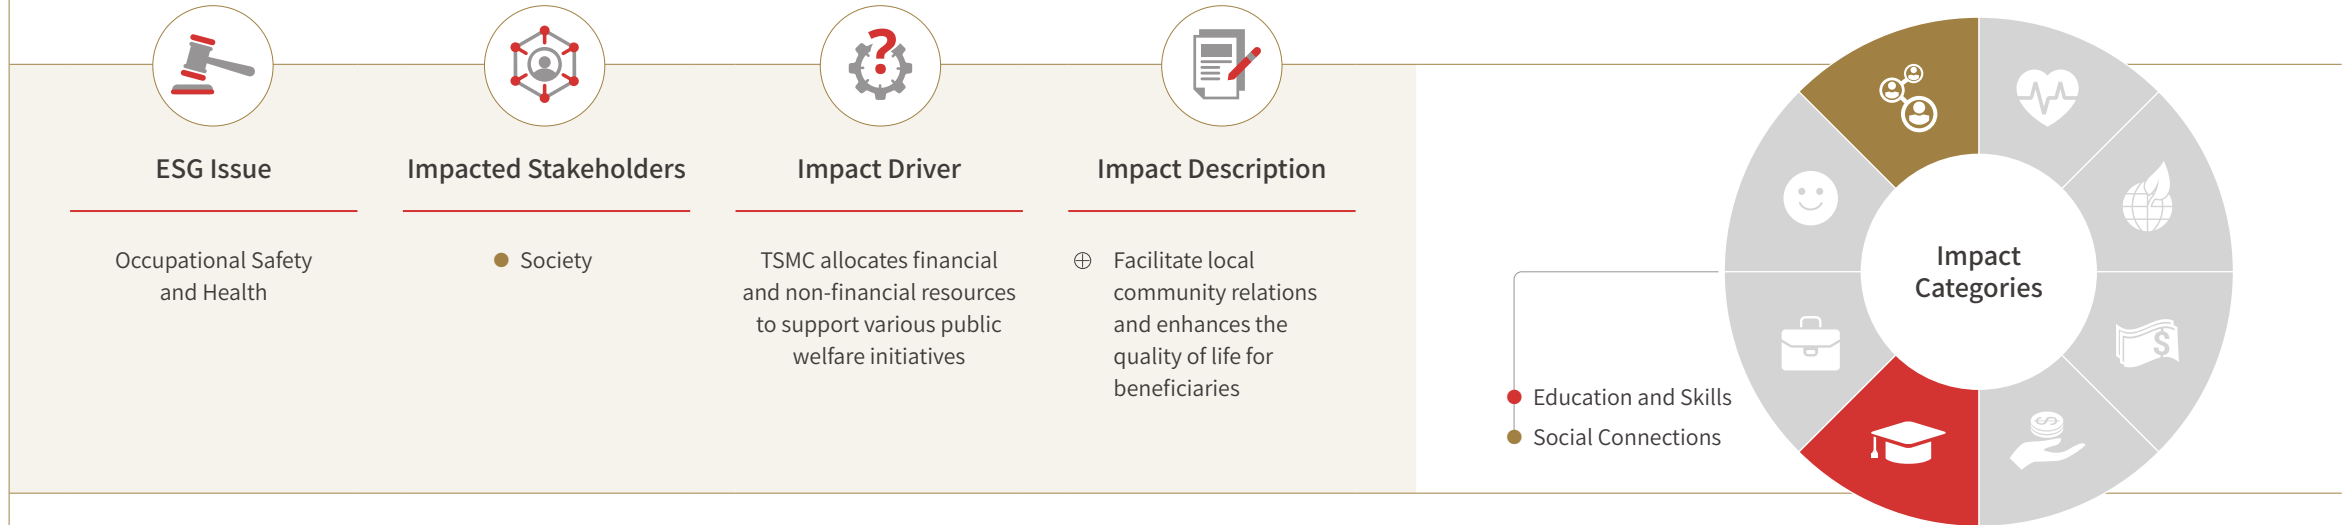 ESG Issue
Occupational Safety
and Health
Impacted Stakeholders
Society
Impact Driver
TSMC allocates financial
and non-financial resources
to support various public
welfare initiatives
Impact Description
Facilitate local
community relations
and enhances the
quality of life for
beneficiaries
Education and Skills
Social Connections
Impact
Categories